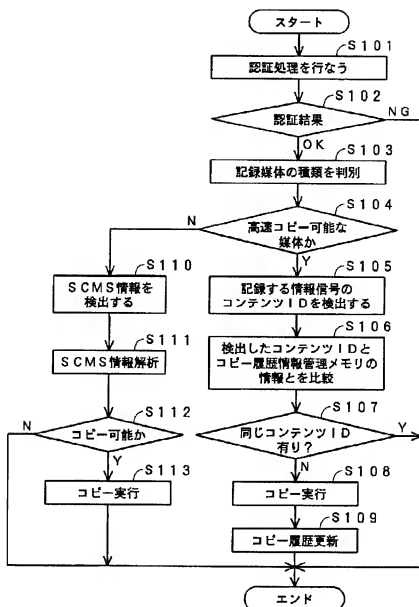 スタート
S101
認証処理を行なう
S102
認証結果
NG
OK
S103
記録媒体の種類を判別
S104
高速コピー可能な
媒体か
N
Y
S110
SCMS情報を
検出する
S105
記録する情報信号の
コンテンツIDを検出する
S111
SCMS情報解析
S106
検出したコンテンツIDと
コピー履歴情報管理メモリの
情報とを比較
S112
コピー可能か
N
Y
S107
同じコンテンツID
有り？
Y
N
S113
コピー実行
S108
コピー実行
S109
コピー履歴更新
エンド